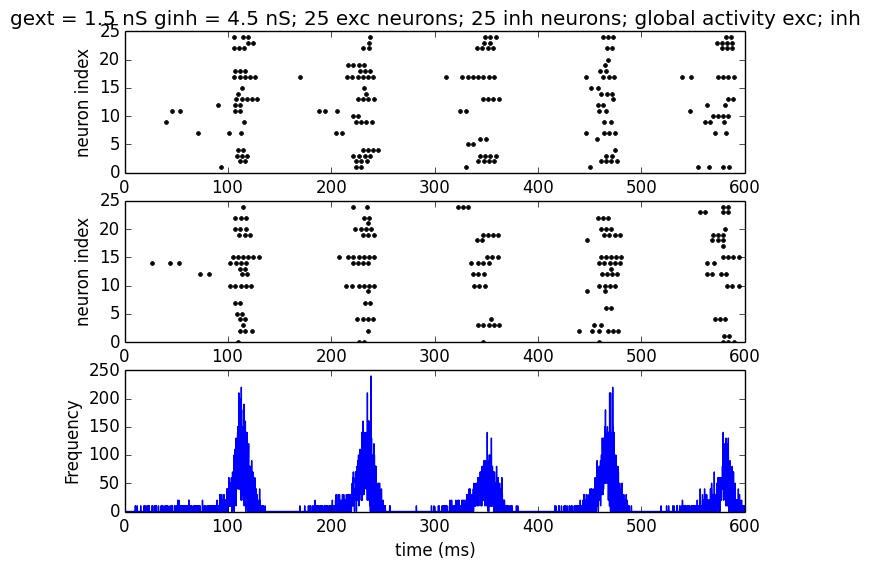 gext = 1.5 nS ginh = 4.5 nS; 25 exc neurons; 25 inh neurons; global activity exc; inh
25
20
15
10
5
0
neuron index
0 100 200 300 400 500 600
25
20
15
10
5
0
neuron index
0 100 200 300 400 500 600
250
200
150
100
50
0
Frequency
0 100 200 300 400 500 600
time (ms)